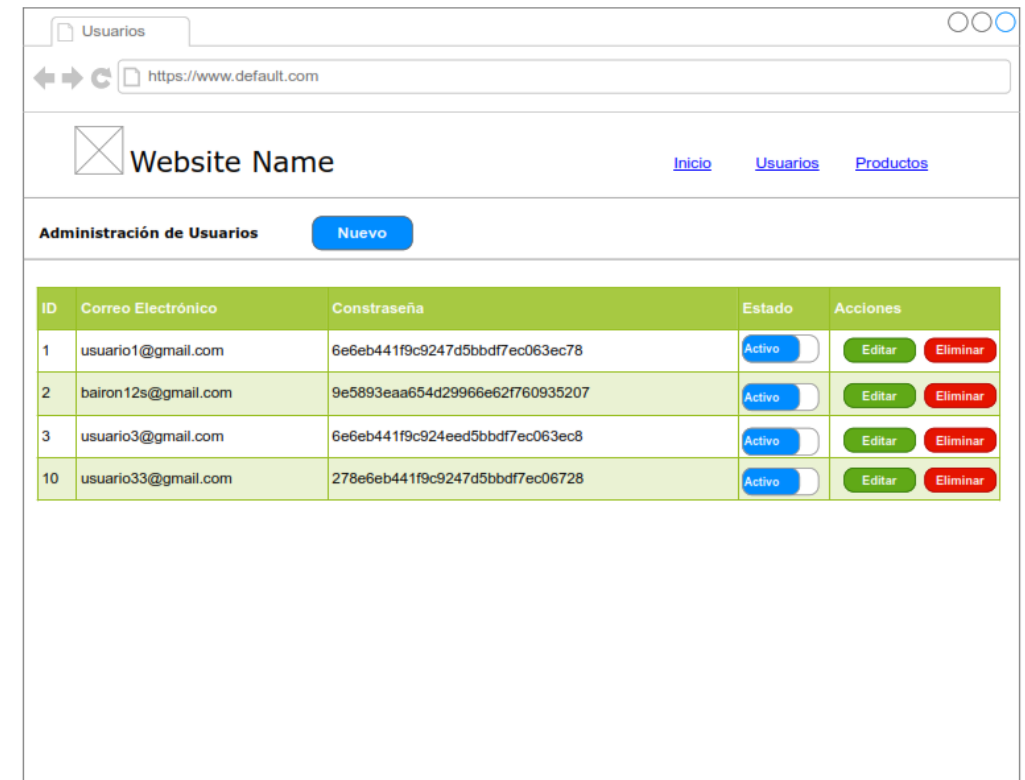 Usuarios
https://www.default.com
Website Name
Inicio Usuarios Productos
Administración de Usuarios Nuevo
ID Correo Electrónico Constraseña Estado Acciones
1 usuario1@gmail.com 6e6eb441f9c9247d5bbdf7ec063ec78 Activo Editar Eliminar
2 bairon12s@gmail.com 9e5893eaa654d29966e62f760935207 Activo Editar Eliminar
3 usuario3@gmail.com 6e6eb441f9c924eed5bbdf7ec063ec8 Activo Editar Eliminar
10 usuario33@gmail.com 278e6eb441f9c9247d5bbdf7ec06728 Activo Editar Eliminar